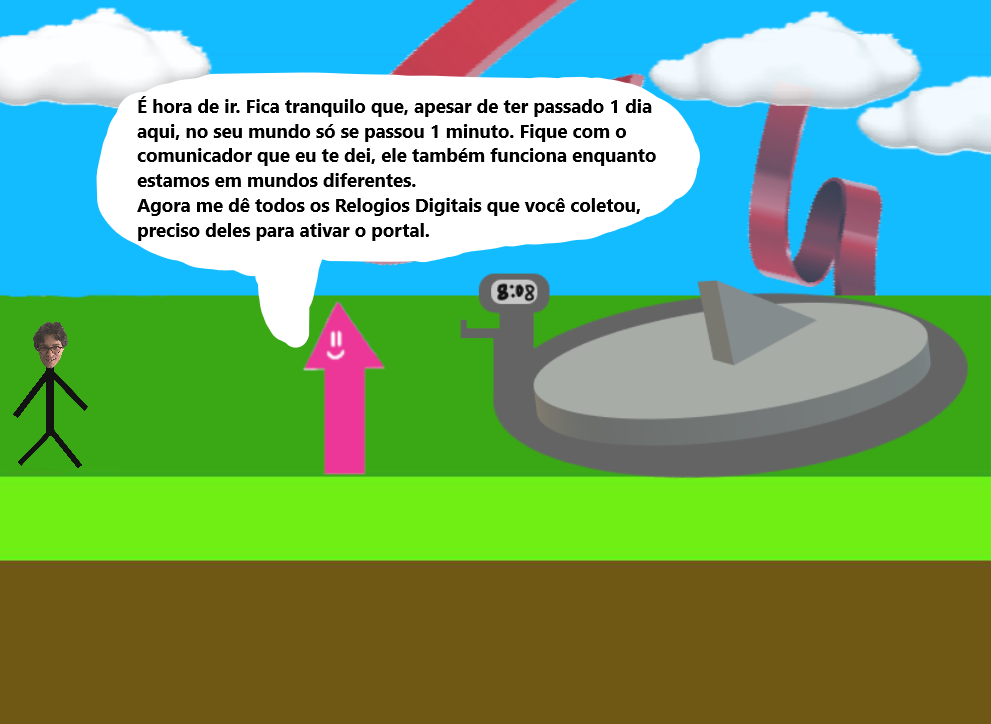 É hora de ir. Fica tranquilo que, apesar de ter passado 1 dia
aqui, no seu mundo só se passou 1 minuto. Fique com o
comunicador que eu te dei, ele também funciona enquanto
estamos em mundos diferentes.
Agora me dê todos os Relogios Digitais que você coletou,
preciso deles para ativar o portal.
8:08